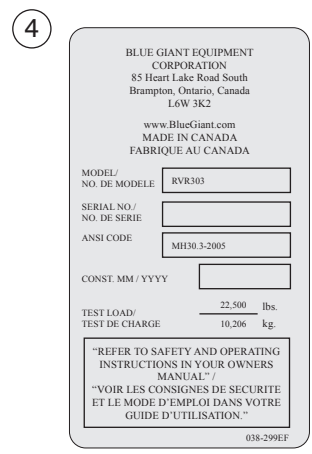 4
BLUE GIANT EQUIPMENT
CORPORATION
85 Heart Lake Road South
Brampton, Ontario, Canada
L6W 3K2
www.BlueGiant.com
MADE IN CANADA
FABRIQUE AU CANADA
MODEL/
NO. DE MODELE RVR303
SERIAL NO./
NO. DE SERIE
ANSI CODE MH30.3-2005
CONST. MM / YYYY
22,500 lbs.
TEST LOAD/
TEST DE CHARGE 10,206 kg.
“REFER TO SAFETY AND OPERATING
INSTRUCTIONS IN YOUR OWNERS
MANUAL” /
“VOIR LES CONSIGNES DE SECURITE
ET LE MODE D’EMPLOI DANS VOTRE
GUIDE D’UTILISATION.”
038-299EF